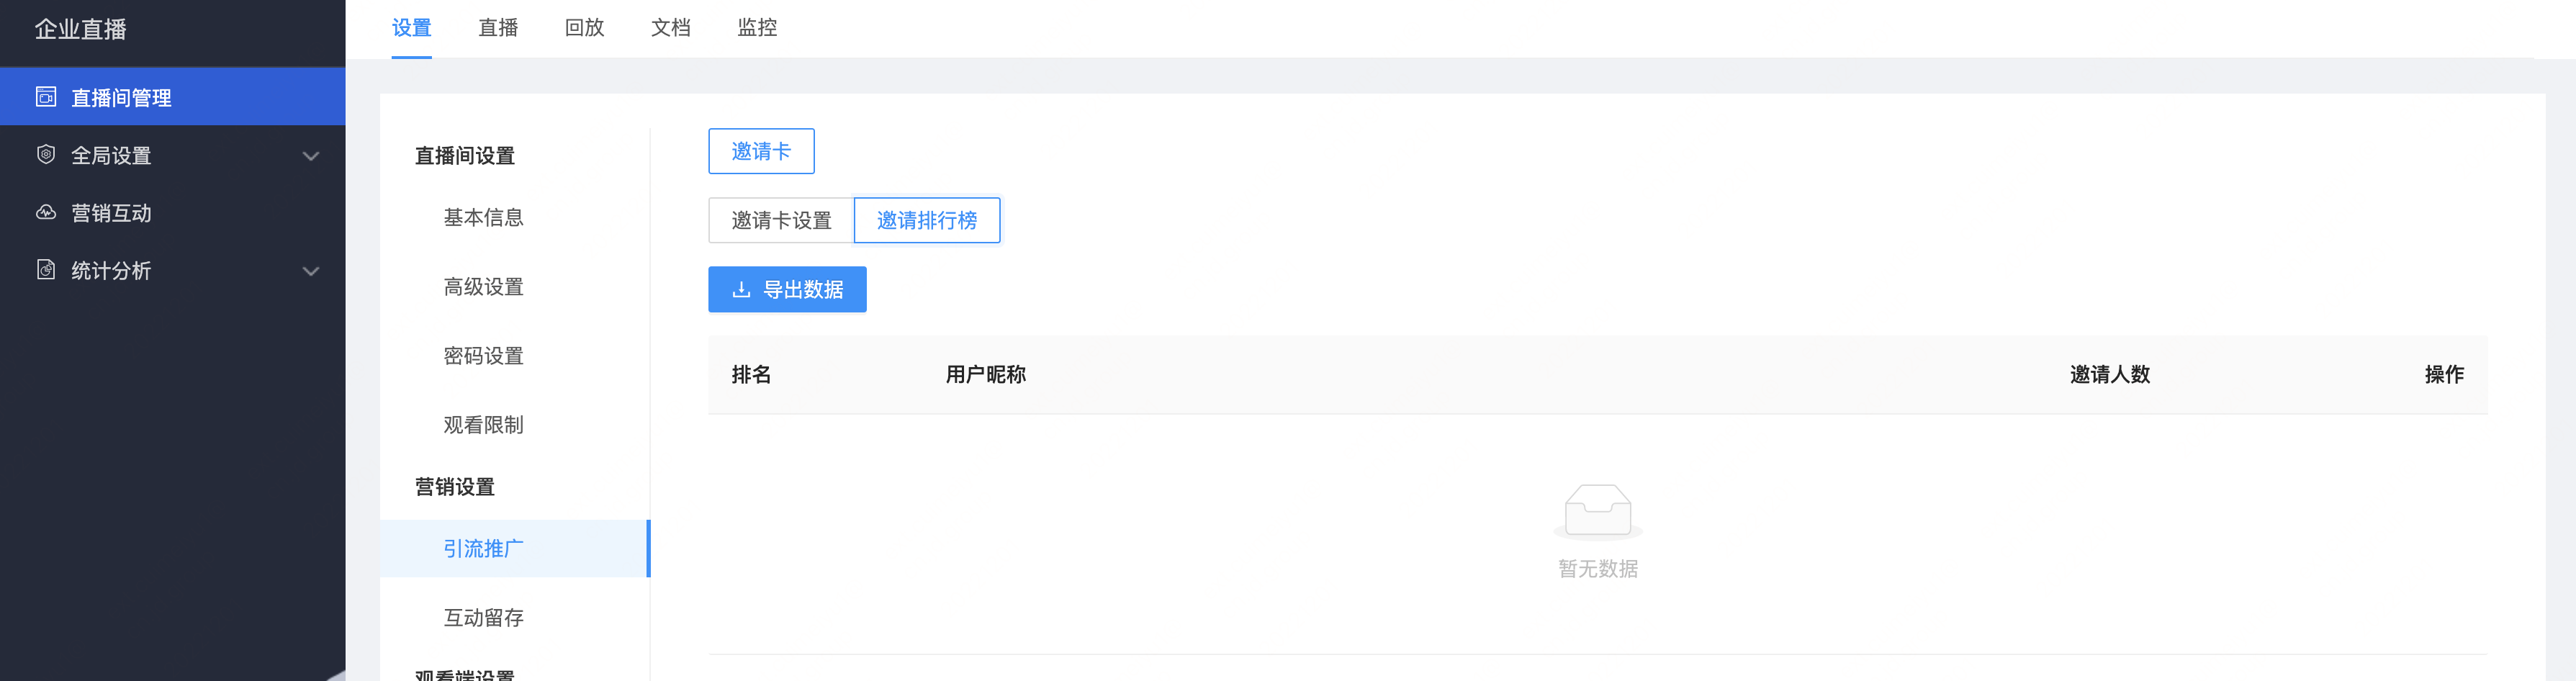 企业直播
直播间管理
全局设置
营销互动
统计分析
设置 直播 回放 文档 监控
直播间设置
基本信息
高级设置
密码设置
观看限制
营销设置
引流推广
互动留存
观看端设置
邀请卡
邀请卡设置 邀请排行榜
导出数据
排名 用户昵称 邀请人数 操作
暂无数据